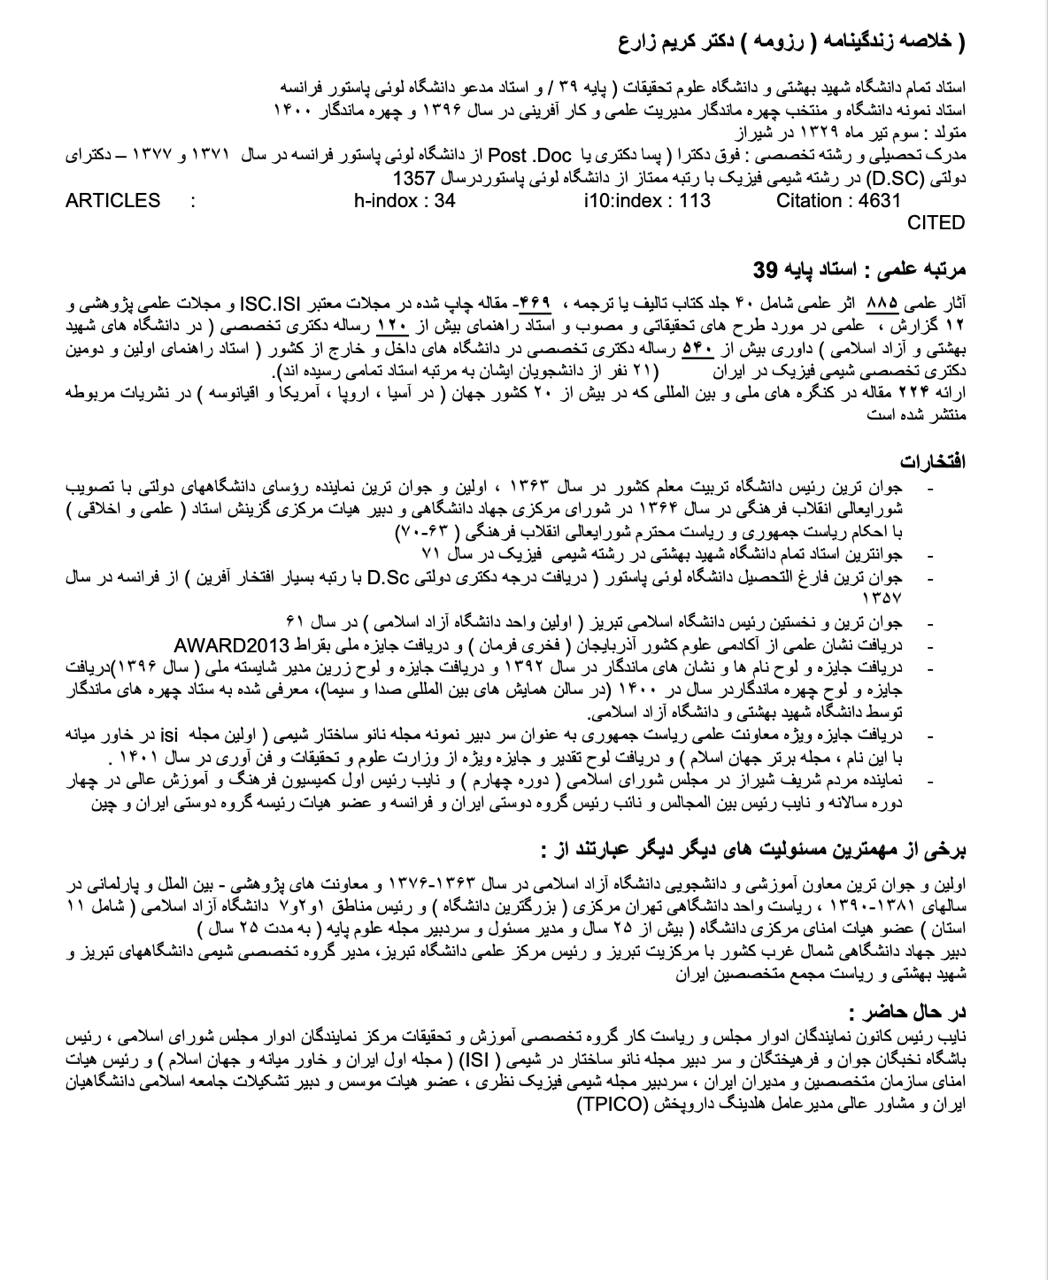 ( خلاصه زندگینامه ( رزومه ) دکتر کریم زارع
استاد تمام دانشگاه شهید بهشتی و دانشگاه علوم تحقیقات ( پایه ۳۹ / و استاد مدعو دانشگاه لوئی پاستور فرانسه
استاد نمونه دانشگاه و منتخب چهره ماندگار مدیریت علمی و کار آفرینی در سال ۱۳۹۶ و چهره ماندگار ۱۴۰۰
متولد : سوم تیر ماه ۱۳۲۹ در شیراز
مدرک تحصیلی و رشته تخصصی : فوق دکترا ( پسا دکتری یا Post .Doc از دانشگاه لوئی پاستور فرانسه در سال ۱۳۷۱ و ۱۳۷۷ – دکترای
دولتی (D.SC) در رشته شیمی فیزیک با رتبه ممتاز از دانشگاه لوئی پاستوردرسال 1357
ARTICLES : h-indox : 34 i10:index : 113 Citation : 4631
CITED
مرتبه علمی : استاد پایه 39
آثار علمی ۸۸۵ اثر علمی شامل ۴۰ جلد کتاب تالیف یا ترجمه ، ۴۶۹- مقاله چاپ شده در مجلات معتبر ISC.ISI و مجلات علمی پژوهشی و
۱۲ گزارش ، علمی در مورد طرح های تحقیقاتی و مصوب و استاد راهنمای بیش از ۱۲۰ رساله دکتری تخصصی ( در دانشگاه های شهید
بهشتی و آزاد اسلامی ) داوری بیش از ۵۴۰ رساله دکتری تخصصی در دانشگاه های داخل و خارج از کشور ( استاد راهنمای اولین و دومین
دکتری تخصصی شیمی فیزیک در ایران (۲۱ نفر از دانشجویان ایشان به مرتبه استاد تمامی رسیده اند).
ارائه ۲۲۴ مقاله در کنگره های ملی و بین المللی که در بیش از ۲۰ کشور جهان ( در آسیا ، اروپا ، آمریکا و اقیانوسه ) در نشریات مربوطه
منتشر شده است
افتخارات
- جوان ترین رئیس دانشگاه تربیت معلم کشور در سال ۱۳۶۳ ، اولین و جوان ترین نماینده رؤسای دانشگاههای دولتی با تصویب
شورایعالی انقلاب فرهنگی در سال ۱۳۶۴ در شورای مرکزی جهاد دانشگاهی و دبیر هیات مرکزی گزینش استاد ( علمی و اخلاقی )
با احکام ریاست جمهوری و ریاست محترم شورایعالی انقلاب فرهنگی ( ۶۳-۷۰)
- جوانترین استاد تمام دانشگاه شهید بهشتی در رشته شیمی فیزیک در سال ۷۱
- جوان ترین فارغ التحصیل دانشگاه لوئی پاستور ( دریافت درجه دکتری دولتی D.Sc با رتبه بسیار افتخار آفرین ) از فرانسه در سال
۱۳۵۷
- جوان ترین و نخستین رئیس دانشگاه اسلامی تبریز ( اولین واحد دانشگاه آزاد اسلامی ) در سال ۶۱
- دریافت نشان علمی از آکادمی علوم کشور آذربایجان ( فخری فرمان ) و دریافت جایزه ملی بقراط AWARD2013
- دریافت جایزه و لوح نام ها و نشان های ماندگار در سال ۱۳۹۲ و دریافت جایزه و لوح زرین مدیر شایسته ملی ( سال ۱۳۹۶)دریافت
جایزه و لوح چهره ماندگاردر سال در ۱۴۰۰ (در سالن همایش های بین المللی صدا و سیما)، معرفی شده به ستاد چهره های ماندگار
توسط دانشگاه شهید بهشتی و دانشگاه آزاد اسلامی.
- دریافت جایزه ویژه معاونت علمی ریاست جمهوری به عنوان سر دبیر نمونه مجله نانو ساختار شیمی ( اولین مجله isi در خاور میانه
با این نام ، مجله برتر جهان اسلام ) و دریافت لوح تقدیر و جایزه ویژه از وزارت علوم و تحقیقات و فن آوری در سال ۱۴۰۱ .
- نماینده مردم شریف شیراز در مجلس شورای اسلامی ( دوره چهارم ) و نایب رئیس اول کمیسیون فرهنگ و آموزش عالی در چهار
دوره سالانه و نایب رئیس بین المجالس و نائب رئیس گروه دوستی ایران و فرانسه و عضو هیات رئیسه گروه دوستی ایران و چین
برخی از مهمترین مسئولیت های دیگر دیگر عبارتند از :
اولین و جوان ترین معاون آموزشی و دانشجویی دانشگاه آزاد اسلامی در سال ۱۳۶۳-۱۳۷۶ و معاونت های پژوهشی - بین الملل و پارلمانی در
سالهای ۱۳۸۱-۱۳۹۰ ، ریاست واحد دانشگاهی تهران مرکزی ( بزرگترین دانشگاه ) و رئیس مناطق ۱و۲و۷ دانشگاه آزاد اسلامی ( شامل ۱۱
استان ) عضو هیات امنای مرکزی دانشگاه ( بیش از ۲۵ سال و مدیر مسئول و سردبیر مجله علوم پایه ( به مدت ۲۵ سال )
دبیر جهاد دانشگاهی شمال غرب کشور با مرکزیت تبریز و رئیس مرکز علمی دانشگاه تبریز، مدیر گروه تخصصی شیمی دانشگاههای تبریز و
شهید بهشتی و ریاست مجمع متخصصین ایران
در حال حاضر :
نایب رئیس کانون نمایندگان ادوار مجلس و ریاست کار گروه تخصصی آموزش و تحقیقات مرکز نمایندگان ادوار مجلس شورای اسلامی ، رئیس
باشگاه نخبگان جوان و فرهیختگان و سر دبیر مجله نانو ساختار در شیمی ( ISI) ( مجله اول ایران و خاور میانه و جهان اسلام ) و رئیس هیات
امنای سازمان متخصصین و مدیران ایران ، سردبیر مجله شیمی فیزیک نظری ، عضو هیات موسس و دبیر تشکیلات جامعه اسلامی دانشگاهیان
ایران و مشاور عالی مدیرعامل هلدینگ داروپخش (TPICO)